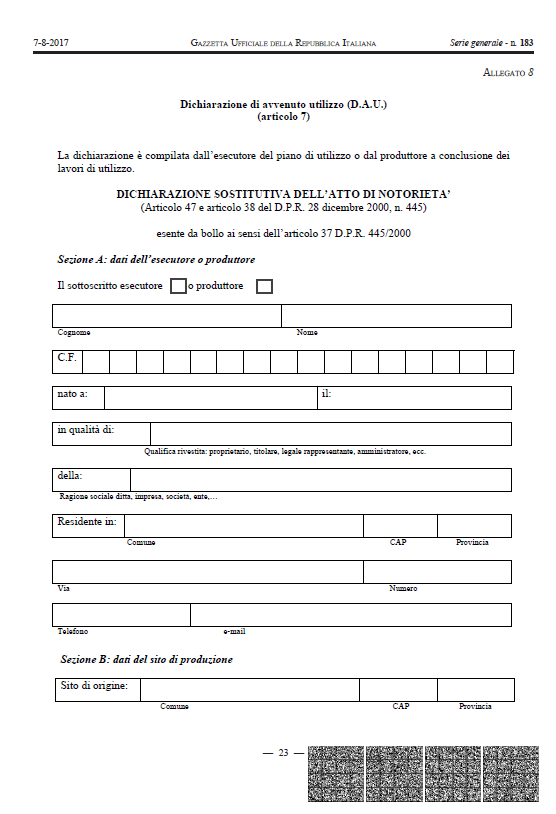 7-8-2017 GAZZETTA UFFICIALE DELLA REPUBBLICA ITALIANA Serie generale - n. 183
ALLEGATO 8
Dichiarazione di avvenuto utilizzo (D.A.U.)
(articolo 7)
La dichiarazione è compilata dall’esecutore del piano di utilizzo o dal produttore a conclusione dei
lavori di utilizzo.
DICHIARAZIONE SOSTITUTIVA DELL’ATTO DI NOTORIETA’
(Articolo 47 e articolo 38 del D.P.R. 28 dicembre 2000, n. 445)
esente da bollo ai sensi dell’articolo 37 D.P.R. 445/2000
Sezione A: dati dell’esecutore o produttore
Il sottoscritto esecutore o produttore
Cognome Nome
C.F.
nato a: il:
in qualità di:
Qualifica rivestita: proprietario, titolare, legale rappresentante, amministratore, ecc.
della:
Ragione sociale ditta, impresa, società, ente,…
Residente in:
Comune CAP Provincia
Via Numero
Telefono e-mail
Sezione B: dati del sito di produzione
Sito di origine:
Comune CAP Provincia
— 23 —